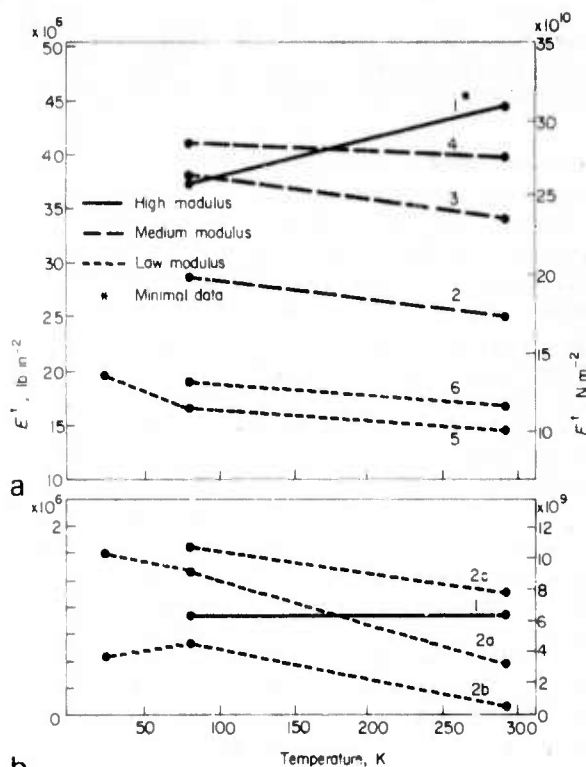 x10⁶
50
45
40
35
30
25
20
15
10
E†, lb in⁻²
x10¹⁰
35
30
25
20
15
10
N m⁻²
1*
4
3
2
6
5
High modulus
Medium modulus
Law modulus
* Minimal data
a
x10⁶
2
0
x10⁹
12
10
8
6
4
2
0
2c
1
2a
2b
50
100
150
200
250
300
Temperature, K
b